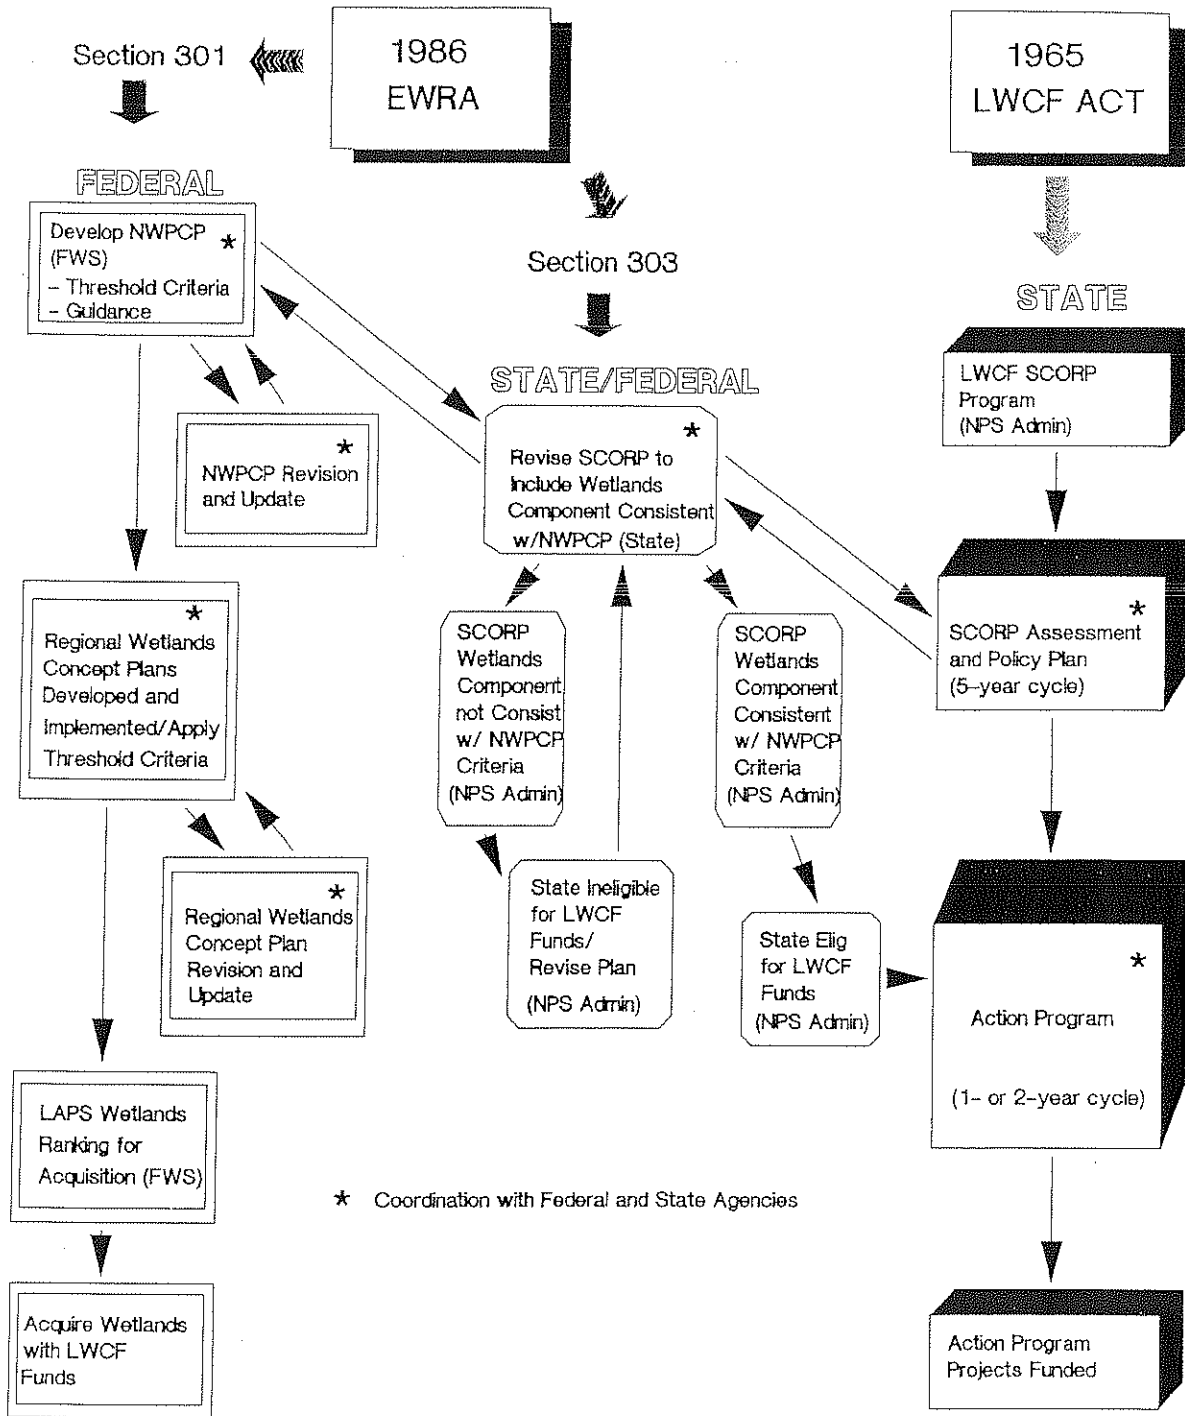 Section 301
1986
EWRA
1965
LWCF ACT
FEDERAL
Develop NWPCP *
(FWS)
- Threshold Criteria
- Guidance
Section 303
STATE
STATE/FEDERAL
LWCF SCORP
Program
(NPS Admin)
*
NWPCP Revision
and Update
*
Revise SCORP to
Include Wetlands
Component Consistent
w/NWPCP (State)
*
Regional Wetlands
Concept Plans
Developed and
Implemented/Apply
Threshold Criteria
SCORP
Wetlands
Component
not Consist
w/ NWPCP
Criteria
(NPS Admin)
SCORP
Wetlands
Component
Consistent
w/ NWPCP
Criteria
(NPS Admin)
*
SCORP Assessment
and Policy Plan
(5-year cycle)
*
Regional Wetlands
Concept Plan
Revision and
Update
State Ineligible
for LWCF
Funds/
Revise Plan
(NPS Admin)
State Elig
for LWCF
Funds
(NPS Admin)
*
Action Program
(1- or 2-year cycle)
LAPS Wetlands
Ranking for
Acquisition (FWS)
* Coordination with Federal and State Agencies
Acquire Wetlands
with LWCF
Funds
Action Program
Projects Funded